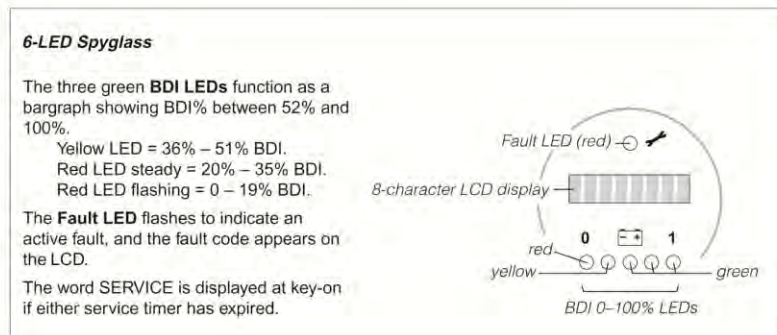 6-LED Spyglass
The three green BDI LEDs function as a
bargraph showing BDI% between 52% and
100%.
Yellow LED = 36% – 51% BDI.
Red LED steady = 20% – 35% BDI.
Red LED flashing = 0 – 19% BDI.
The Fault LED flashes to indicate an
active fault, and the fault code appears on
the LCD.
The word SERVICE is displayed at key-on
if either service timer has expired.
Fault LED (red)
8-character LCD display
0 - + 1
red
yellow
green
BDI 0–100% LEDs